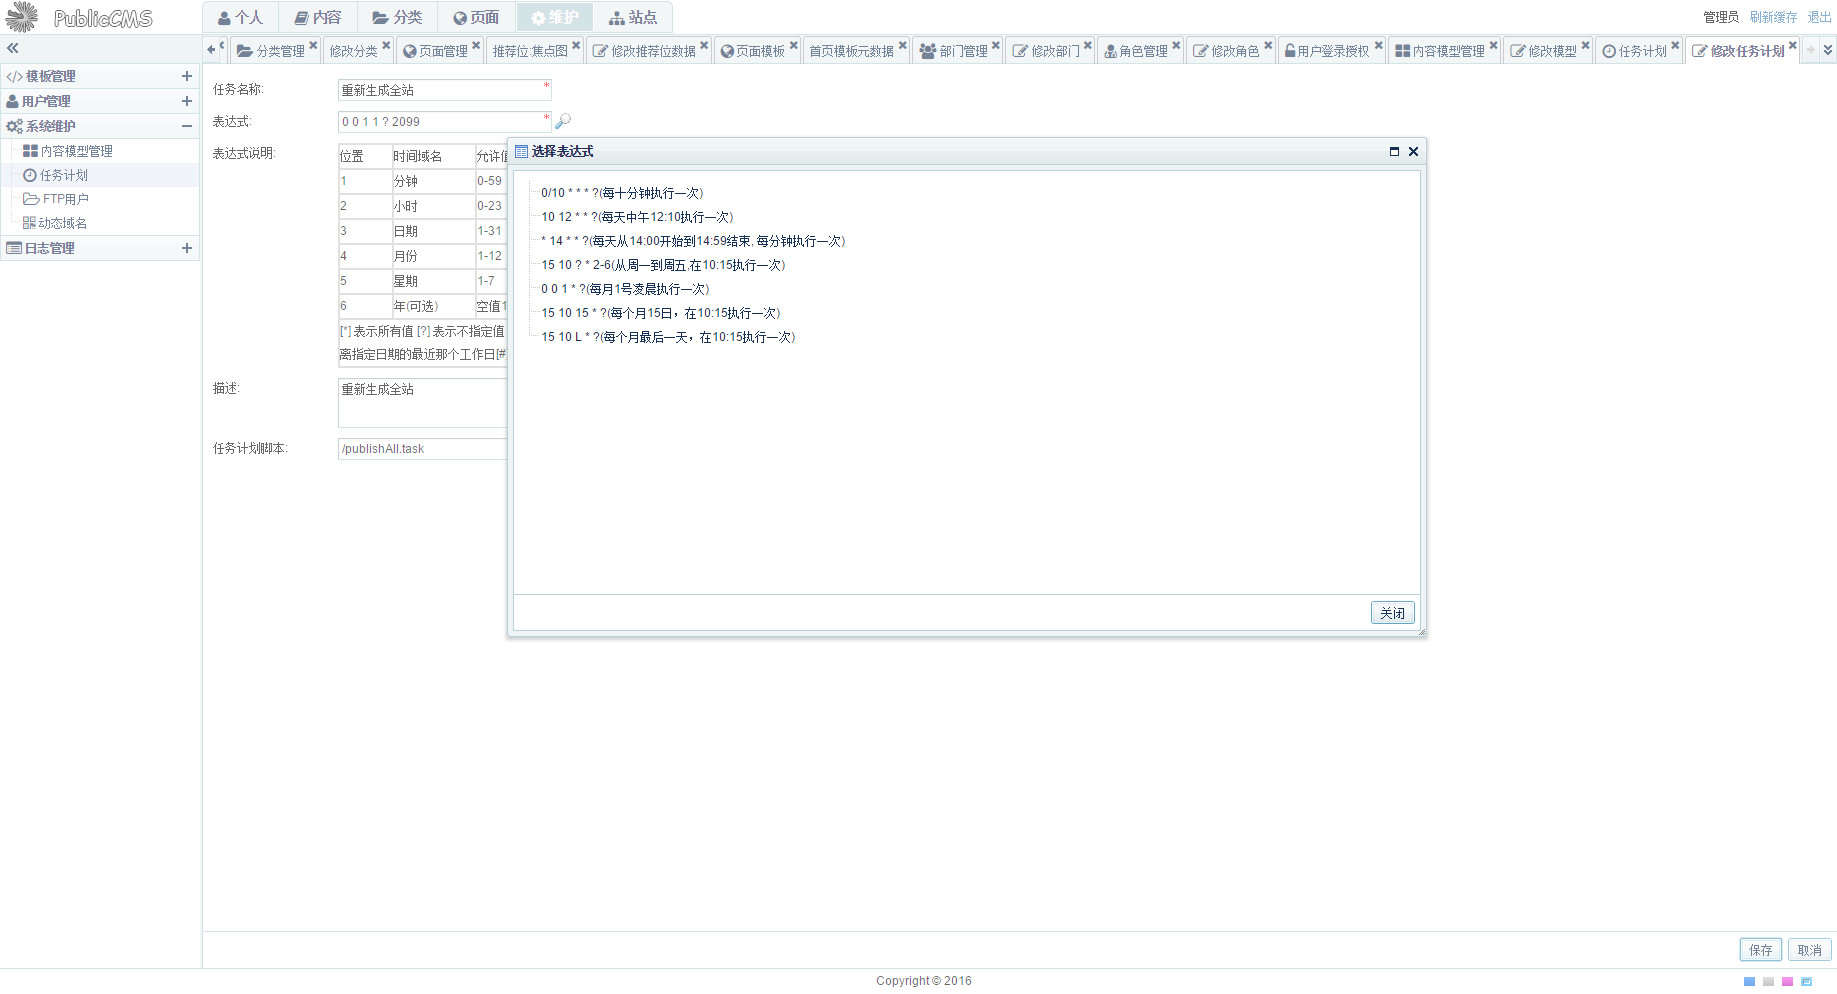 PublicCMS
个人
内容
分类
页面
维护
站点
管理员 刷新缓存 退出
分类管理
修改分类
页面管理
推荐位:焦点图
修改推荐位数据
页面模板
首页模板元数据
部门管理
修改部门
角色管理
修改角色
用户登录授权
内容模型管理
修改模型
任务计划
修改任务计划
模板管理
用户管理
系统维护
内容模型管理
任务计划
FTP用户
动态域名
日志管理
任务名称: 重新生成全站 *
表达式: 0 0 1 1 ? 2099 *
表达式说明:
位置 时间域名
1 分钟 0-59
2 小时 0-23
3 日期 1-31
4 月份 1-12
5 星期 1-7
6 年(可选) 空值1
[*] 表示所有值 [?] 表示不指定值
离指定日期的最近那个工作日[#
描述: 重新生成全站
任务计划脚本: /publishAll.task
选择表达式
0/10 * * * ?(每十分钟执行一次)
10 12 * * ?(每天中午12:10执行一次)
* 14 * * ?(每天从14:00开始到14:59结束, 每分钟执行一次)
15 10 ? * 2-6(从周一到周五,在10:15执行一次)
0 0 1 * ?(每月1号凌晨执行一次)
15 10 15 * ?(每个月15日，在10:15执行一次)
15 10 L * ?(每个月最后一天，在10:15执行一次)
关闭
保存 取消
Copyright © 2016